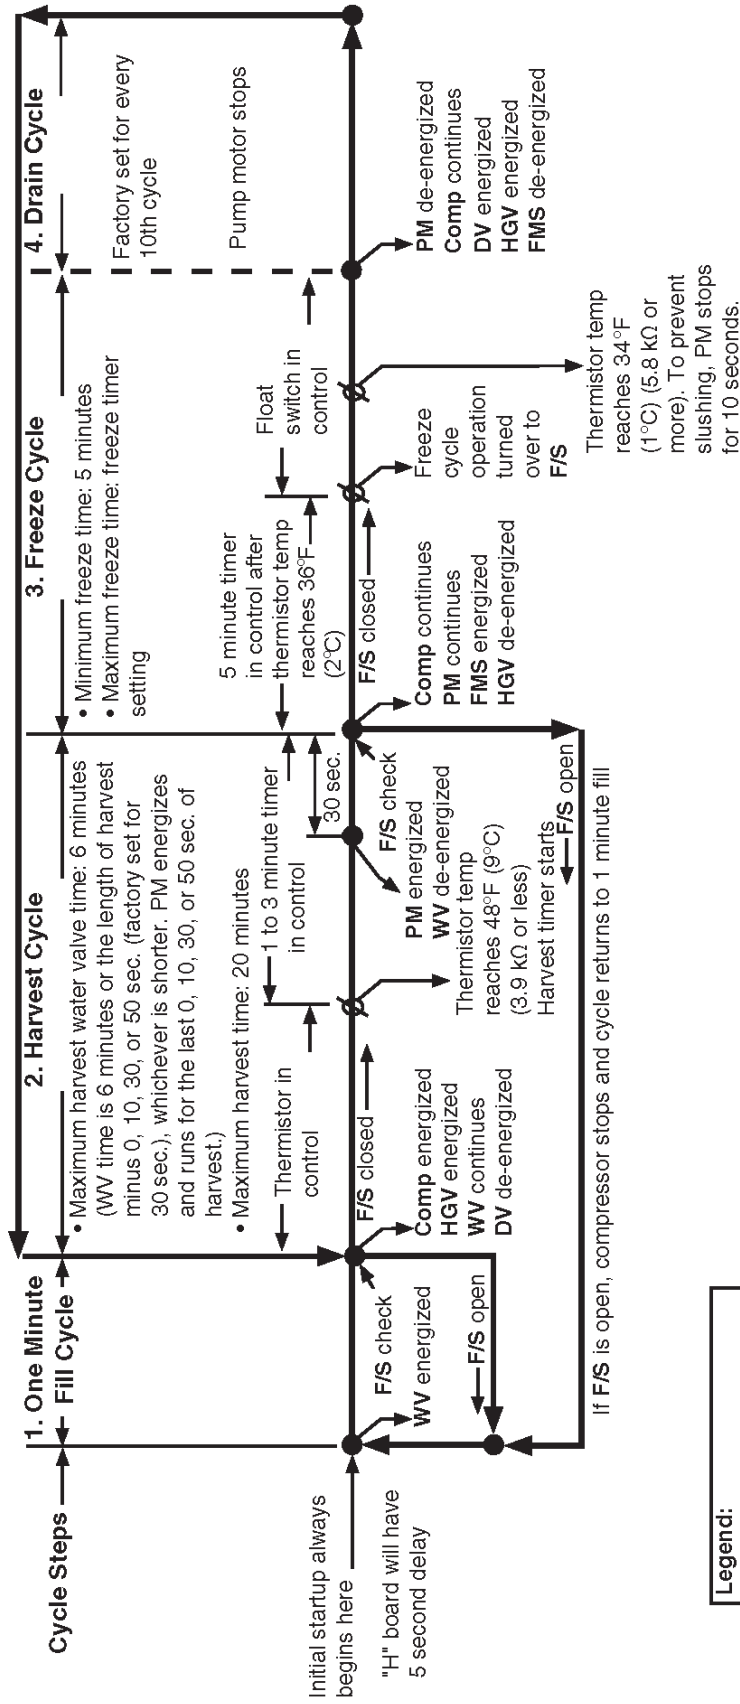 Cycle Steps
1. One Minute
Fill Cycle
2. Harvest Cycle
3. Freeze Cycle
4. Drain Cycle
• Maximum harvest water valve time: 6 minutes
(WV time is 6 minutes or the length of harvest
minus 0, 10, 30, or 50 sec. (factory set for
30 sec.), whichever is shorter. PM energizes
and runs for the last 0, 10, 30, or 50 sec. of
harvest.)
• Maximum harvest time: 20 minutes
• Minimum freeze time: 5 minutes
• Maximum freeze time: freeze timer
setting
Factory set for every
10th cycle
Pump motor stops
Thermistor in
control
1 to 3 minute timer
in control
30 sec.
5 minute timer
in control after
thermistor temp
reaches 36°F
(2°C)
Float
switch in
control
Initial startup always
begins here
"H" board will have
5 second delay
F/S check
WV energized
F/S open
F/S closed
Comp energized
HGV energized
WV continues
DV de-energized
Thermistor temp
reaches 48°F (9°C)
(3.9 kΩ or less)
Harvest timer starts
PM energized
WV de-energized
F/S check
F/S open
F/S closed
Comp continues
PM continues
FMS energized
HGV de-energized
Freeze
cycle
operation
turned
over to
F/S
Thermistor temp
reaches 34°F
(1°C) (5.8 kΩ or
more). To prevent
slushing, PM stops
for 10 seconds.
PM de-energized
Comp continues
DV energized
HGV energized
FMS de-energized
If F/S is open, compressor stops and cycle returns to 1 minute fill
Legend: